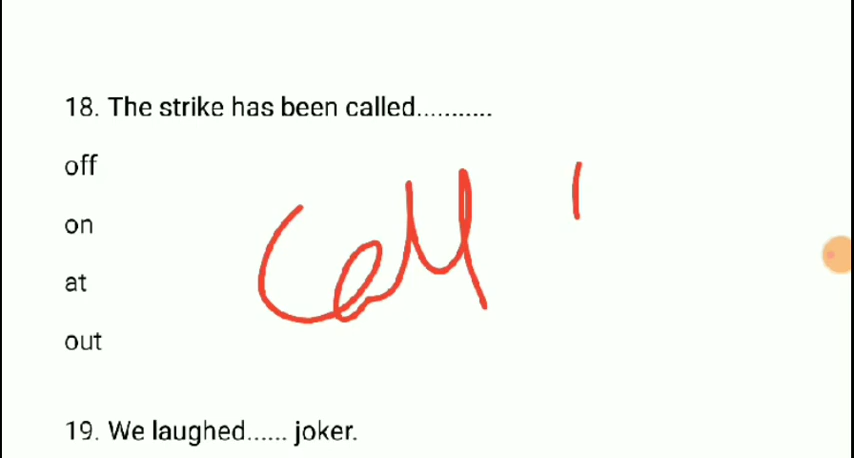 18. The strike has been called...........
off
on
call
at
out
19. We laughed...... joker.